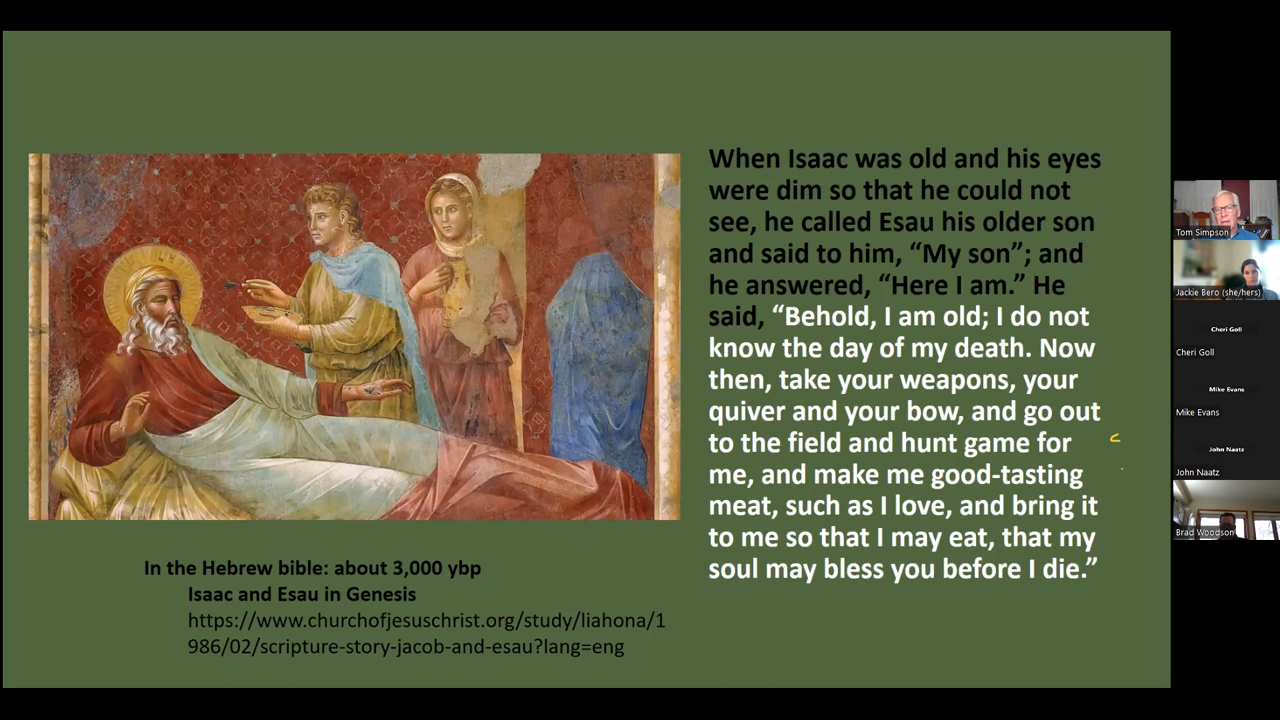 When Isaac was old and his eyes
were dim so that he could not
see, he called Esau his older son
and said to him, “My son”; and
he answered, “Here I am.” He
said, “Behold, I am old; I do not
know the day of my death. Now
then, take your weapons, your
quiver and your bow, and go out
to the field and hunt game for
me, and make me good-tasting
meat, such as I love, and bring it
to me so that I may eat, that my
soul may bless you before I die.”
In the Hebrew bible: about 3,000 ybp
Isaac and Esau in Genesis
https://www.churchofjesuschrist.org/study/liahona/1
986/02/scripture-story-jacob-and-esau?lang=eng
Tom Simpson
Jackie Bero (she/hers)
Cheri Goll
Cheri Goll
Mike Evans
Mike Evans
John Naatz
John Naatz
Brad Woodson